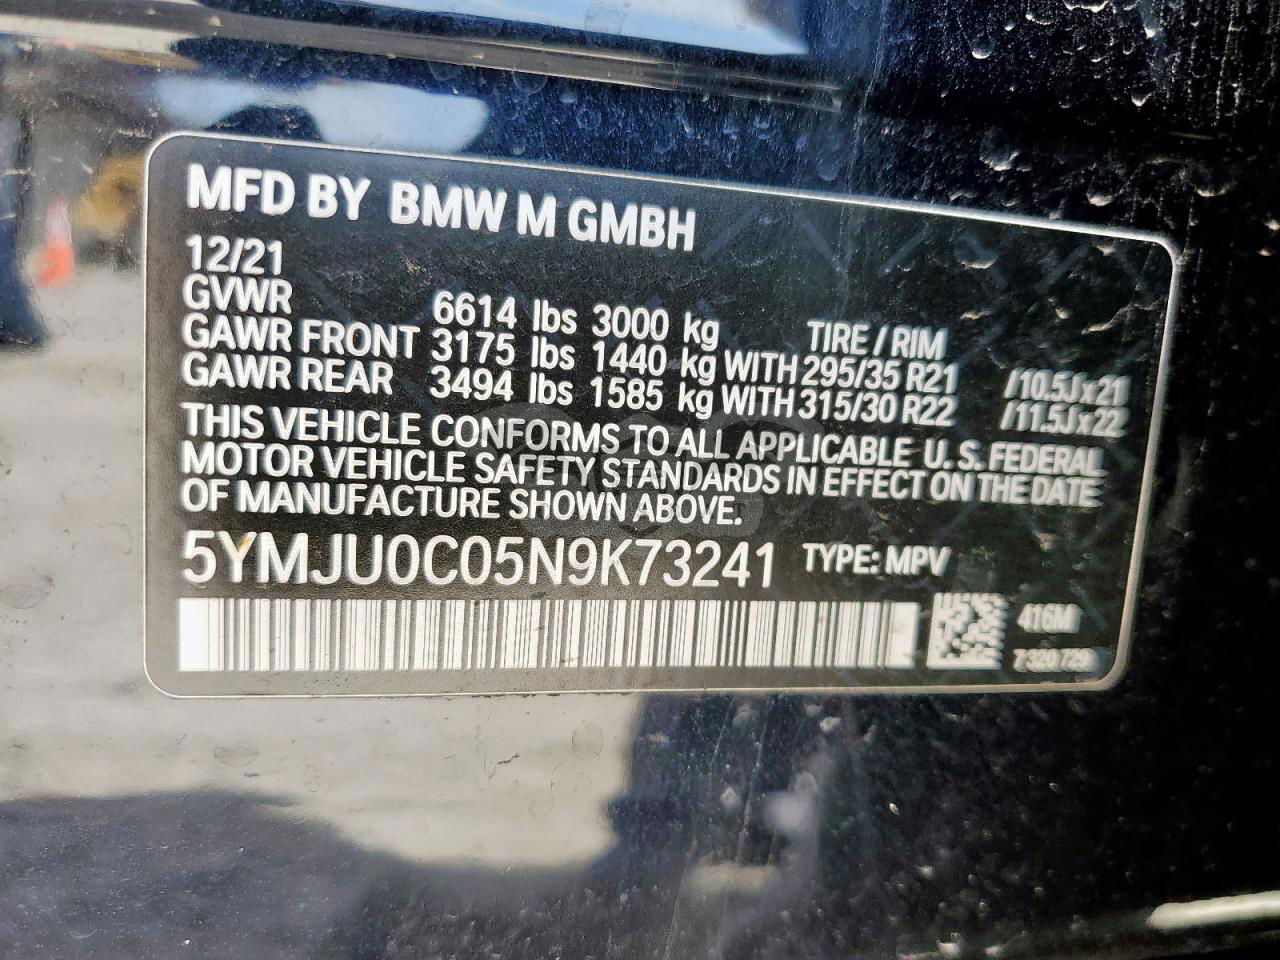 MFD BY BMW M GMBH
12/21
GVWR 6614 lbs 3000 kg TIRE / RIM
GAWR FRONT 3175 lbs 1440 kg WITH 295/35 R21 /10.5Jx21
GAWR REAR 3494 lbs 1585 kg WITH 315/30 R22 /11.5Jx22
THIS VEHICLE CONFORMS TO ALL APPLICABLE U.S. FEDERAL
MOTOR VEHICLE SAFETY STANDARDS IN EFFECT ON THE DATE
OF MANUFACTURE SHOWN ABOVE.
5YMJU0C05N9K73241 TYPE: MPV
416M
7320729